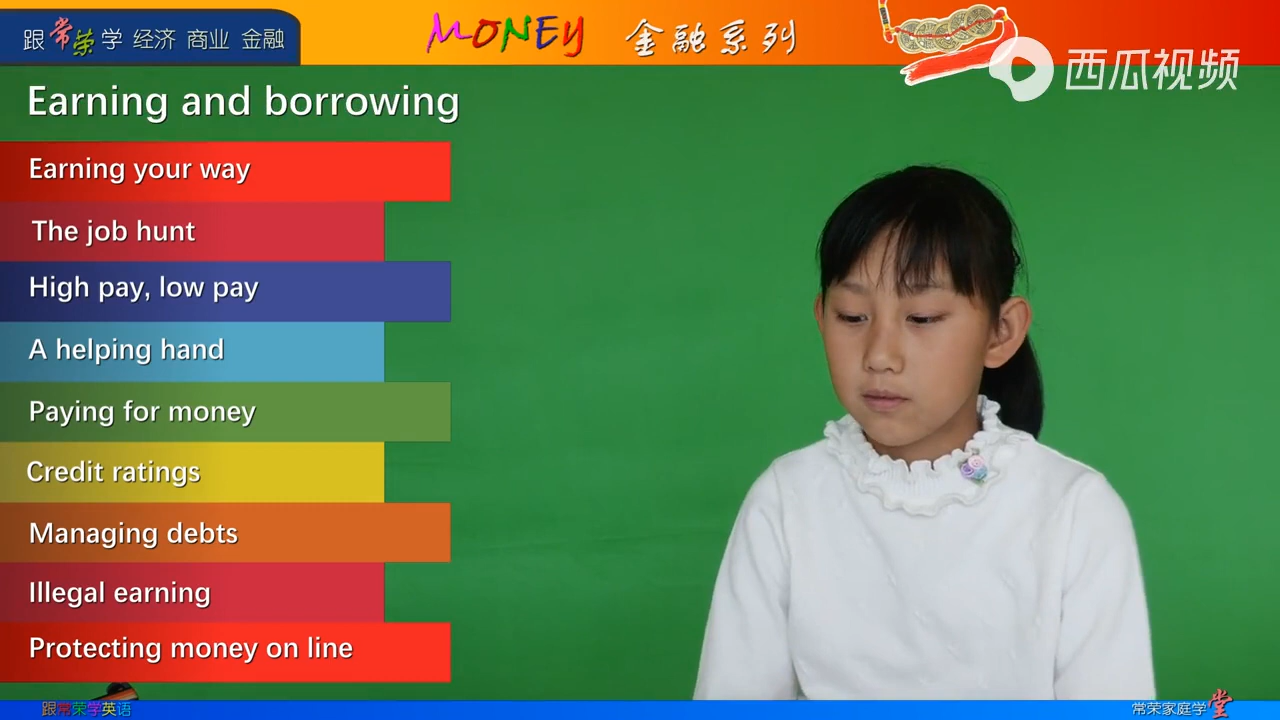 跟常荣学 经济 商业 金融
MONEY 金融系列
西瓜视频
Earning and borrowing
Earning your way
The job hunt
High pay, low pay
A helping hand
Paying for money
Credit ratings
Managing debts
Illegal earning
Protecting money on line
跟常荣学英语
常荣家庭学堂